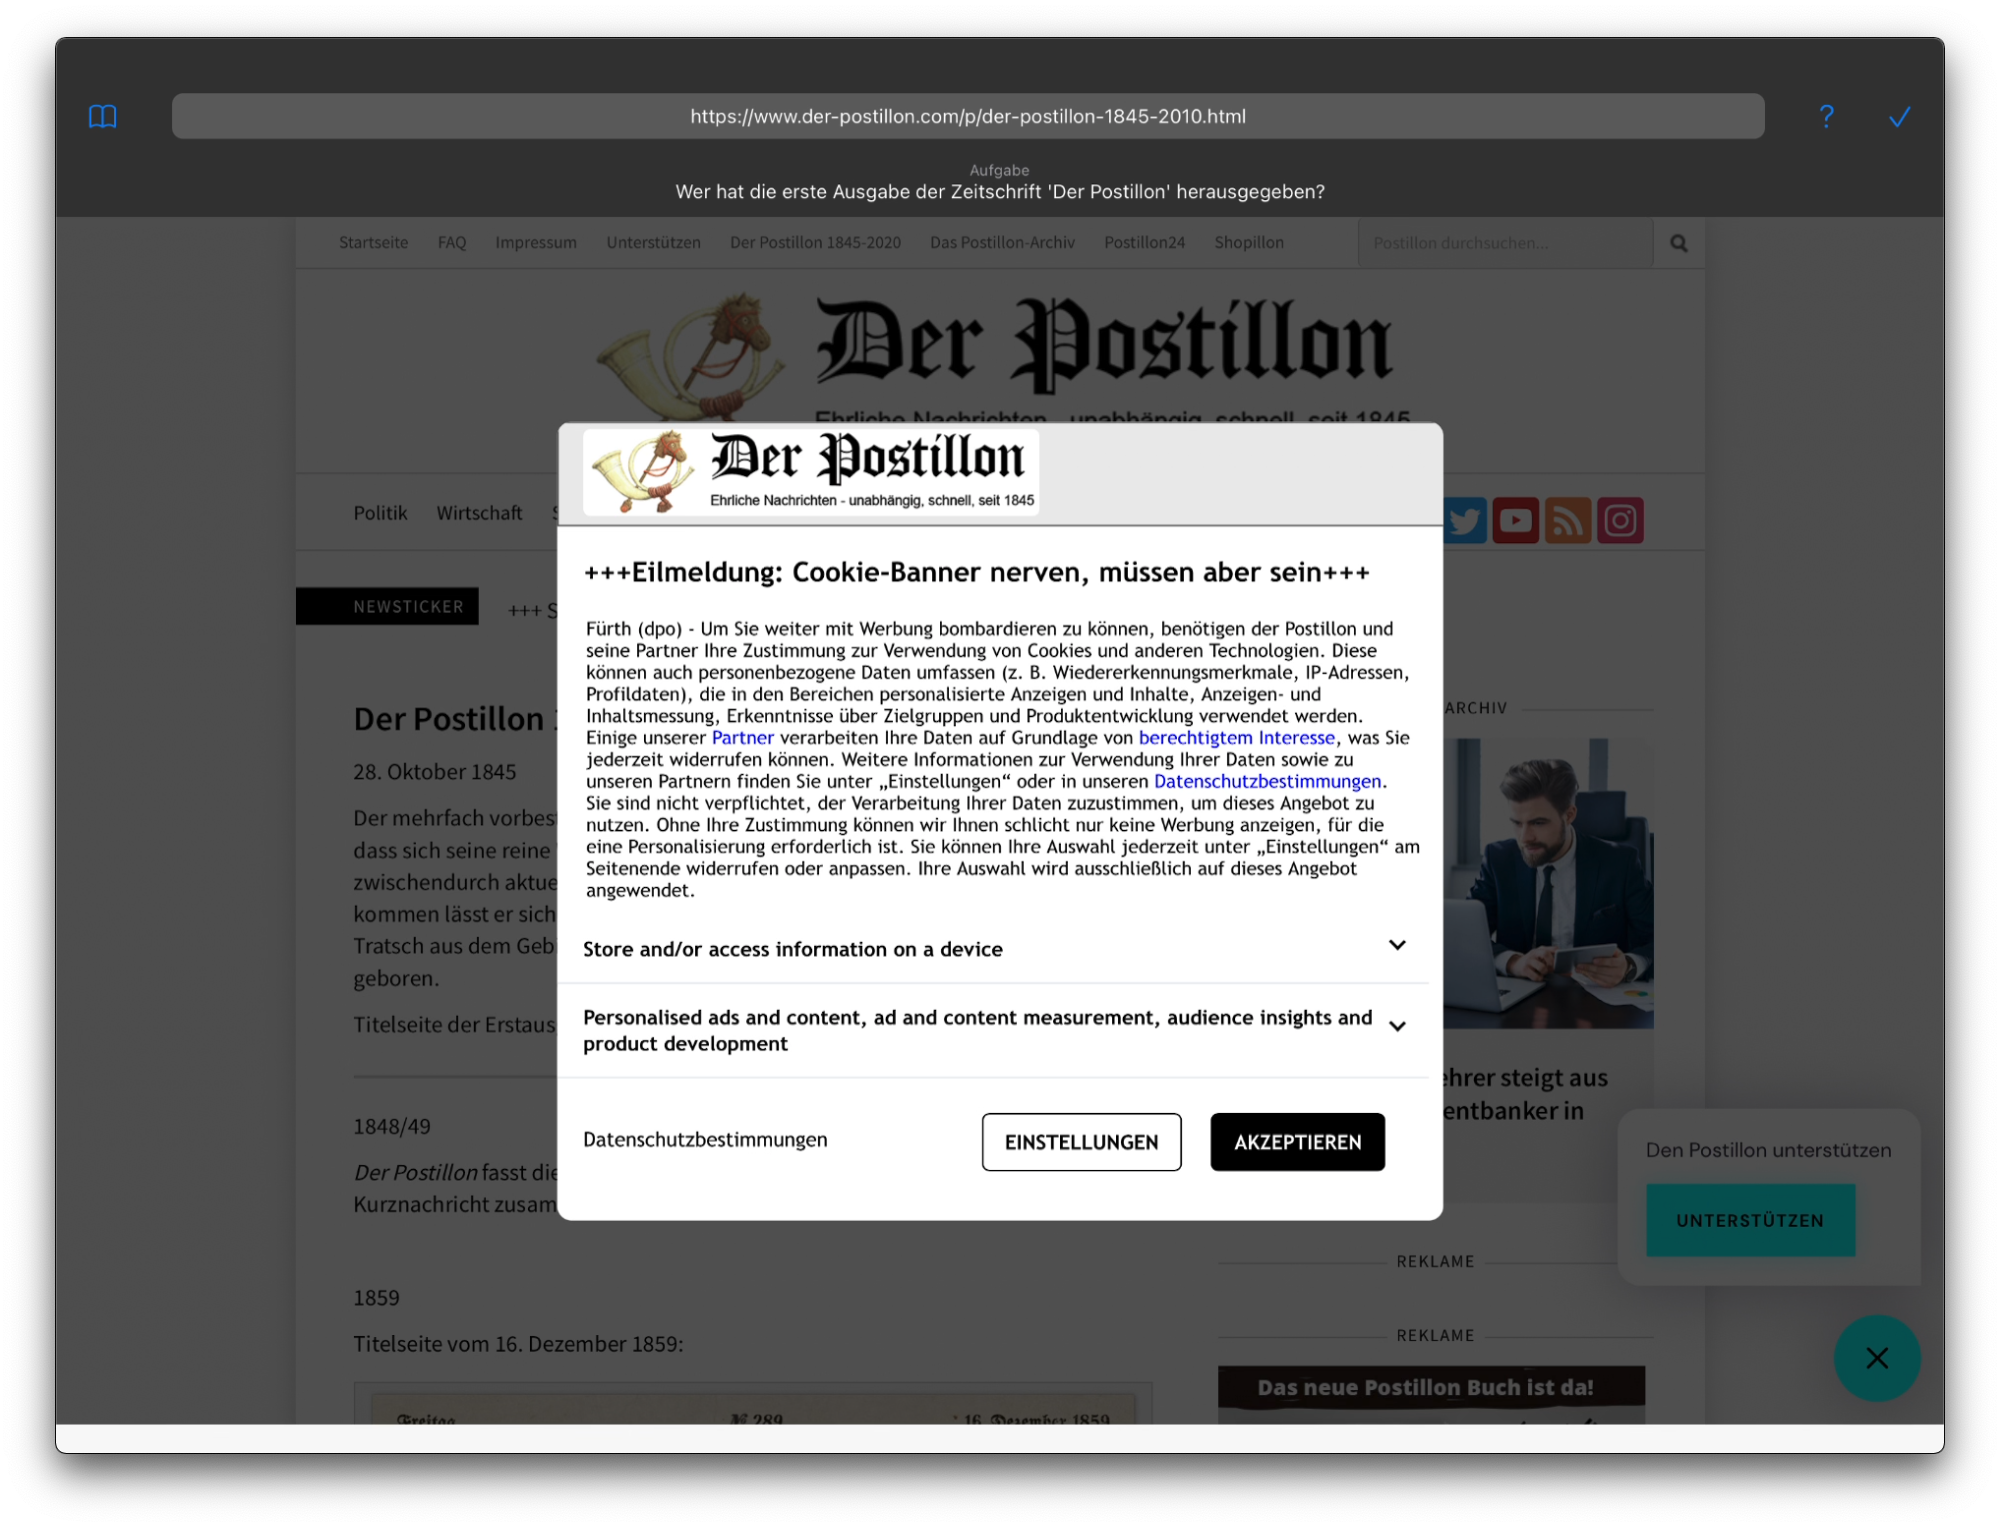 https://www.der-postillon.com/p/der-postillon-1845-2010.html
?
Aufgabe
Wer hat die erste Ausgabe der Zeitschrift 'Der Postillon' herausgegeben?
Startseite FAQ Impressum Unterstützen Der Postillon 1845-2020 Das Postillon-Archiv Postillon24 Shopillon Postillon durchsuchen...
Der Postillon
Ehrliche Nachrichten - unabhängig, schnell, seit 1845
Der Postillon
Ehrliche Nachrichten - unabhängig, schnell, seit 1845
Politik Wirtschaft
NEWSTICKER +++ S
+++Eilmeldung: Cookie-Banner nerven, müssen aber sein+++
Fürth (dpo) - Um Sie weiter mit Werbung bombardieren zu können, benötigen der Postillon und
seine Partner Ihre Zustimmung zur Verwendung von Cookies und anderen Technologien. Diese
können auch personenbezogene Daten umfassen (z. B. Wiedererkennungsmerkmale, IP-Adressen,
Profildaten), die in den Bereichen personalisierte Anzeigen und Inhalte, Anzeigen- und
Inhaltsmessung, Erkenntnisse über Zielgruppen und Produktentwicklung verwendet werden.
Einige unserer Partner verarbeiten Ihre Daten auf Grundlage von berechtigtem Interesse, was Sie
jederzeit widerrufen können. Weitere Informationen zur Verwendung Ihrer Daten sowie zu
unseren Partnern finden Sie unter „Einstellungen“ oder in unseren Datenschutzbestimmungen.
Sie sind nicht verpflichtet, der Verarbeitung Ihrer Daten zuzustimmen, um dieses Angebot zu
nutzen. Ohne Ihre Zustimmung können wir Ihnen schlicht nur keine Werbung anzeigen, für die
eine Personalisierung erforderlich ist. Sie können Ihre Auswahl jederzeit unter „Einstellungen“ am
Seitenende widerrufen oder anpassen. Ihre Auswahl wird ausschließlich auf dieses Angebot
angewendet.
Store and/or access information on a device
Personalised ads and content, ad and content measurement, audience insights and
product development
Datenschutzbestimmungen EINSTELLUNGEN AKZEPTIEREN
Der Postillon
28. Oktober 1845
Der mehrfach vorbes
dass sich seine reine
zwischendurch aktue
kommen lässt er sich
Tratsch aus dem Geb
geboren.
Titelseite der Erstaus
1848/49
Der Postillon fasst die
Kurznachricht zusam
1859
Titelseite vom 16. Dezember 1859:
Freitag № 289 16. Dezember 1859
ARCHIV
ehrer steigt aus
entbanker in
Den Postillon unterstützen
UNTERSTÜTZEN
REKLAME
REKLAME
Das neue Postillon Buch ist da!